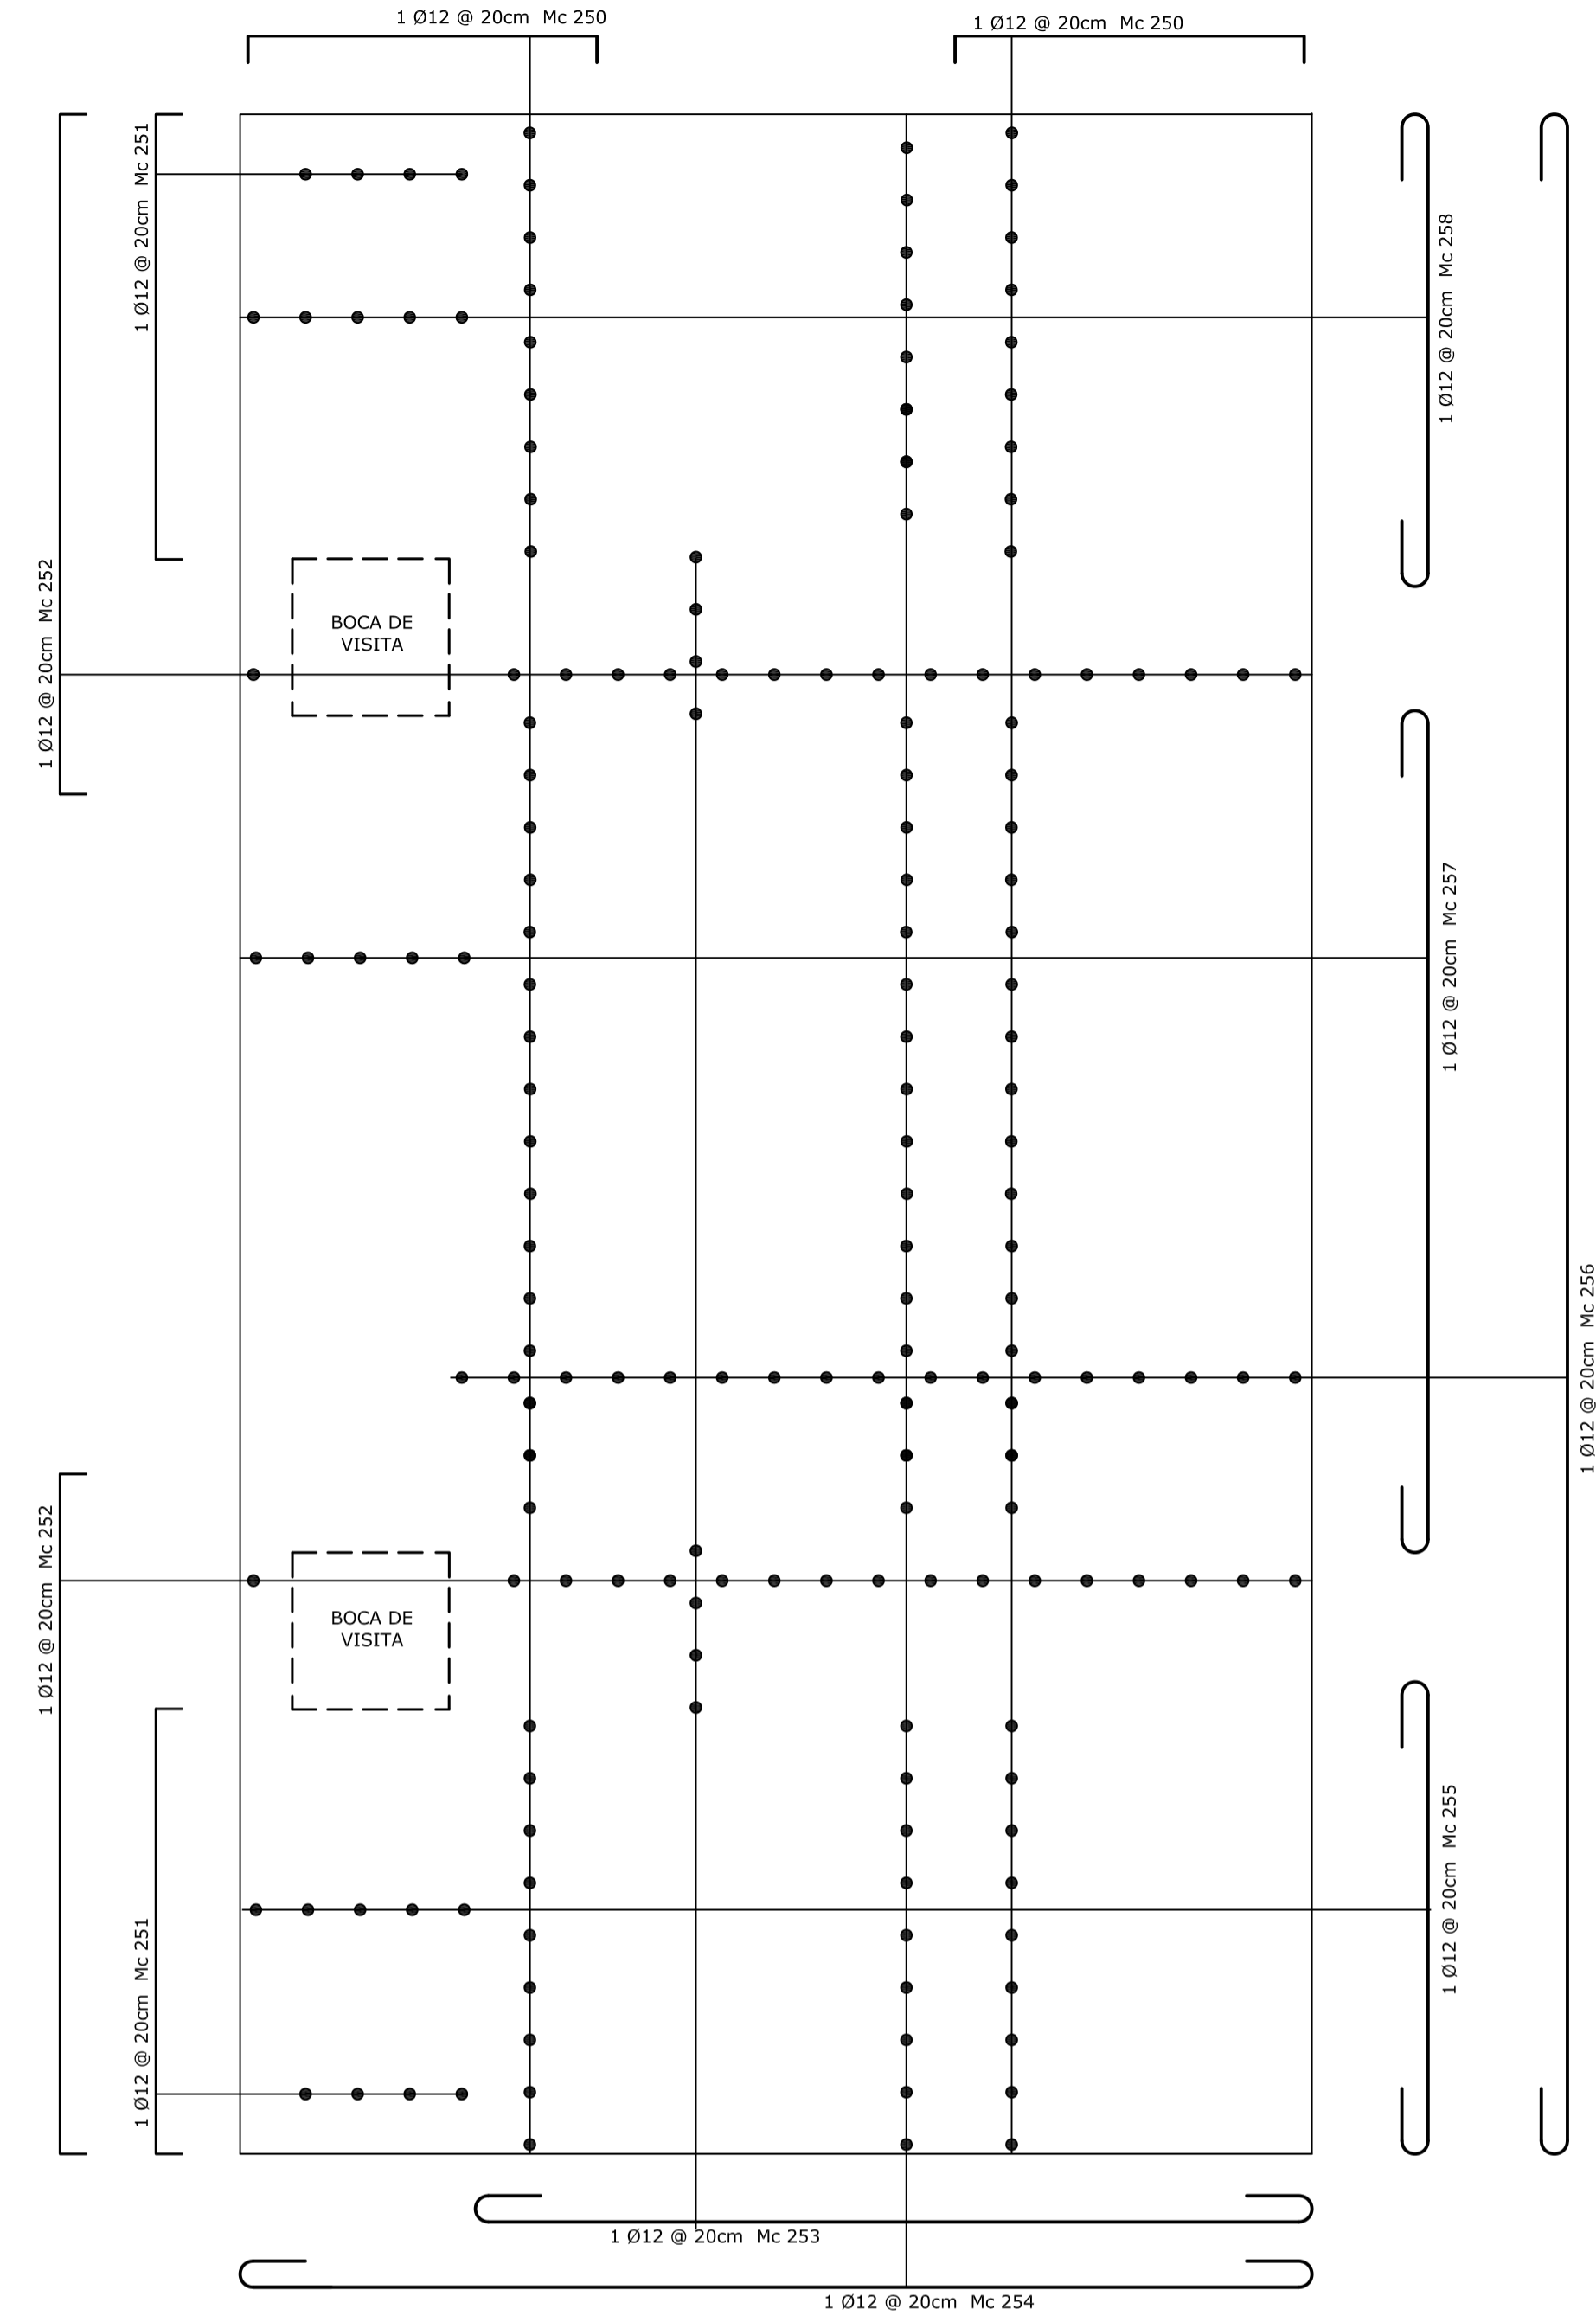 1 Ø12 @ 20cm Mc 250
1 Ø12 @ 20cm Mc 250
1 Ø12 @ 20cm Mc 251
1 Ø12 @ 20cm Mc 258
1 Ø12 @ 20cm Mc 252
BOCA DE
VISITA
1 Ø12 @ 20cm Mc 257
1 Ø12 @ 20cm Mc 256
1 Ø12 @ 20cm Mc 252
BOCA DE
VISITA
1 Ø12 @ 20cm Mc 255
1 Ø12 @ 20cm Mc 251
1 Ø12 @ 20cm Mc 253
1 Ø12 @ 20cm Mc 254